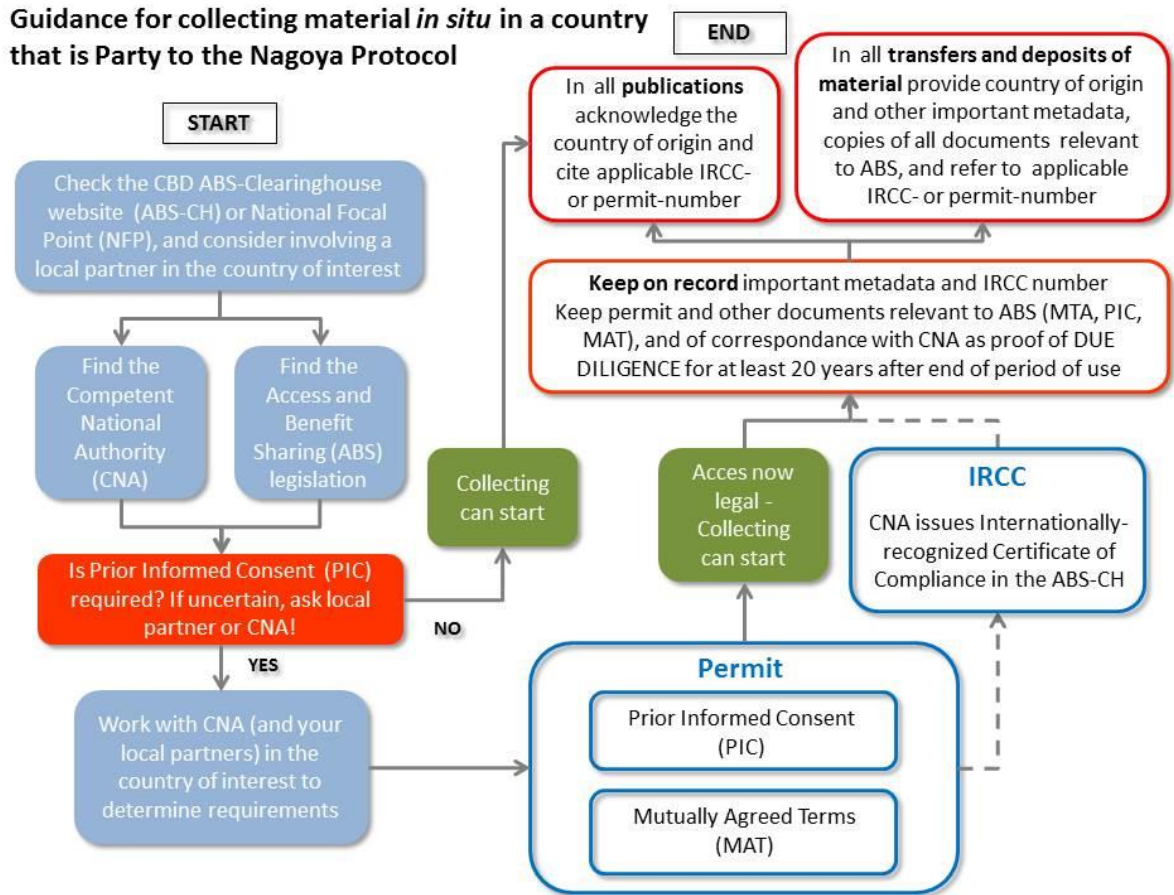 Guidance for collecting material in situ in a country
that is Party to the Nagoya Protocol
START
Check the CBD ABS-Clearinghouse
website (ABS-CH) or National Focal
Point (NFP), and consider involving a
local partner in the country of interest
Find the
Competent
National
Authority
(CNA)
Find the
Access and
Benefit
Sharing (ABS)
legislation
Is Prior Informed Consent (PIC)
required? If uncertain, ask local
partner or CNA!
NO
YES
Collecting
can start
Work with CNA (and your
local partners) in the
country of interest to
determine requirements
Permit
Prior Informed Consent
(PIC)
Mutually Agreed Terms
(MAT)
Acces now
legal -
Collecting
can start
IRCC
CNA issues Internationally-
recognized Certificate of
Compliance in the ABS-CH
Keep on record important metadata and IRCC number
Keep permit and other documents relevant to ABS (MTA, PIC,
MAT), and of correspondance with CNA as proof of DUE
DILIGENCE for at least 20 years after end of period of use
END
In all publications
acknowledge the
country of origin and
cite applicable IRCC-
or permit-number
In all transfers and deposits of
material provide country of origin
and other important metadata,
copies of all documents relevant
to ABS, and refer to applicable
IRCC- or permit-number